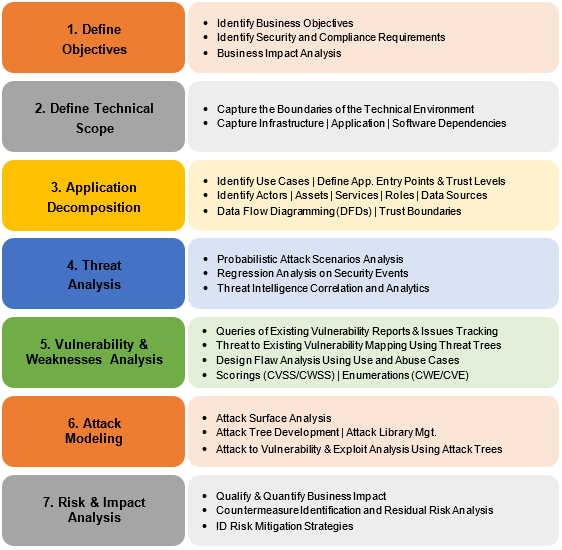 1. Define
Objectives
• Identify Business Objectives
• Identify Security and Compliance Requirements
• Business Impact Analysis
2. Define Technical
Scope
• Capture the Boundaries of the Technical Environment
• Capture Infrastructure | Application | Software Dependencies
3. Application
Decomposition
• Identify Use Cases | Define App. Entry Points & Trust Levels
• Identify Actors | Assets | Services | Roles | Data Sources
• Data Flow Diagramming (DFDs) | Trust Boundaries
4. Threat
Analysis
• Probabilistic Attack Scenarios Analysis
• Regression Analysis on Security Events
• Threat Intelligence Correlation and Analytics
5. Vulnerability &
Weaknesses Analysis
• Queries of Existing Vulnerability Reports & Issues Tracking
• Threat to Existing Vulnerability Mapping Using Threat Trees
• Design Flaw Analysis Using Use and Abuse Cases
• Scorings (CVSS/CWSS) | Enumerations (CWE/CVE)
6. Attack
Modeling
• Attack Surface Analysis
• Attack Tree Development | Attack Library Mgt.
• Attack to Vulnerability & Exploit Analysis Using Attack Trees
7. Risk & Impact
Analysis
• Qualify & Quantify Business Impact
• Countermeasure Identification and Residual Risk Analysis
• ID Risk Mitigation Strategies